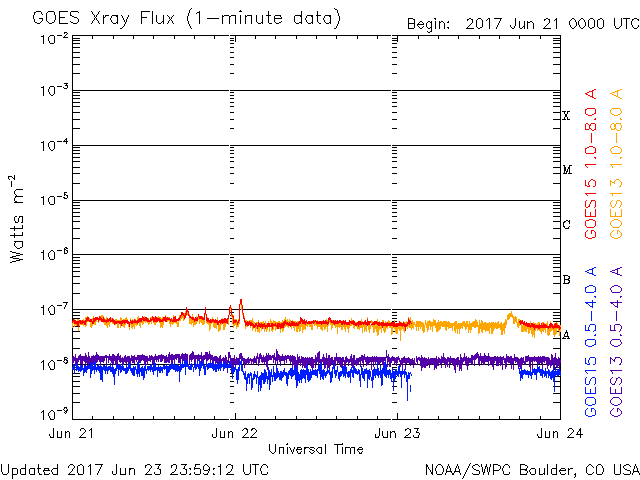 GOES Xray Flux (1-minute data)
Begin: 2017 Jun 21 0000 UTC
10⁻²
10⁻³
10⁻⁴
10⁻⁵
10⁻⁶
10⁻⁷
10⁻⁸
10⁻⁹
Watts m⁻²
X
M
C
B
A
GOES15 1.0-8.0 A
GOES13 1.0-8.0 A
GOES15 0.5-4.0 A
GOES13 0.5-4.0 A
Jun 21
Jun 22
Jun 23
Jun 24
Universal Time
Updated 2017 Jun 23 23:59:12 UTC
NOAA/SWPC Boulder, CO USA